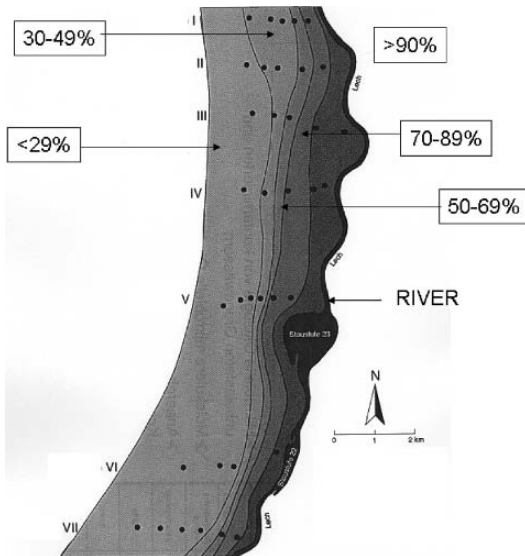 I
30-49%
>90%
II
Lech
III
<29%
70-89%
IV
50-69%
Lech
V
RIVER
Staustufe 23
N
0 1 2 km
VI
Staustufe 22
VII
Lech